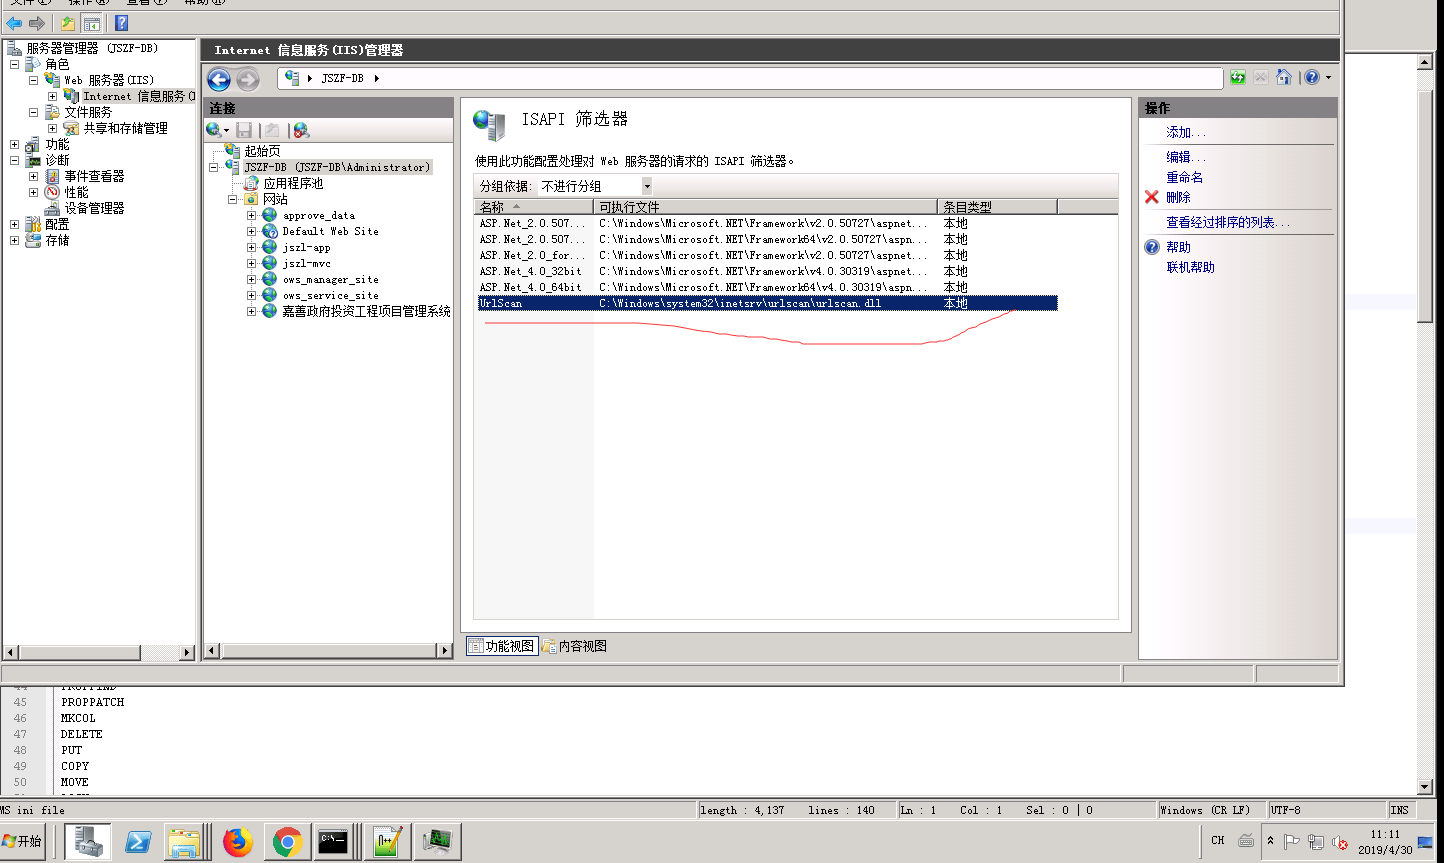 文件(F) 操作(A) 查看(V) 帮助(H)
服务器管理器 (JSZF-DB)
角色
Web 服务器(IIS)
Internet 信息服务(I
文件服务
共享和存储管理
功能
诊断
事件查看器
性能
设备管理器
配置
存储
Internet 信息服务(IIS)管理器
JSZF-DB
连接
起始页
JSZF-DB (JSZF-DB\Administrator)
应用程序池
网站
approve_data
Default Web Site
jszl-app
jszl-mvc
ows_manager_site
ows_service_site
嘉善政府投资工程项目管理系统
ISAPI 筛选器
使用此功能配置处理对 Web 服务器的请求的 ISAPI 筛选器。
分组依据: 不进行分组
名称 可执行文件 条目类型
ASP.Net_2.0.507... C:\Windows\Microsoft.NET\Framework\v2.0.50727\aspnet... 本地
ASP.Net_2.0.507... C:\Windows\Microsoft.NET\Framework64\v2.0.50727\aspn... 本地
ASP.Net_2.0_for... C:\Windows\Microsoft.NET\Framework\v2.0.50727\aspnet... 本地
ASP.Net_4.0_32bit C:\Windows\Microsoft.NET\Framework\v4.0.30319\aspnet... 本地
ASP.Net_4.0_64bit C:\Windows\Microsoft.NET\Framework64\v4.0.30319\aspn... 本地
UrlScan C:\Windows\system32\inetsrv\urlscan\urlscan.dll 本地
功能视图 内容视图
操作
添加...
编辑...
重命名
删除
查看经过排序的列表...
帮助
联机帮助
44 PROPFIND
45 PROPPATCH
46 MKCOL
47 DELETE
48 PUT
49 COPY
50 MOVE
MS ini file length : 4,137 lines : 140 Ln : 1 Col : 1 Sel : 0 | 0 Windows (CR LF) UTF-8 INS
开始 C:\ CH 11:11
2019/4/30